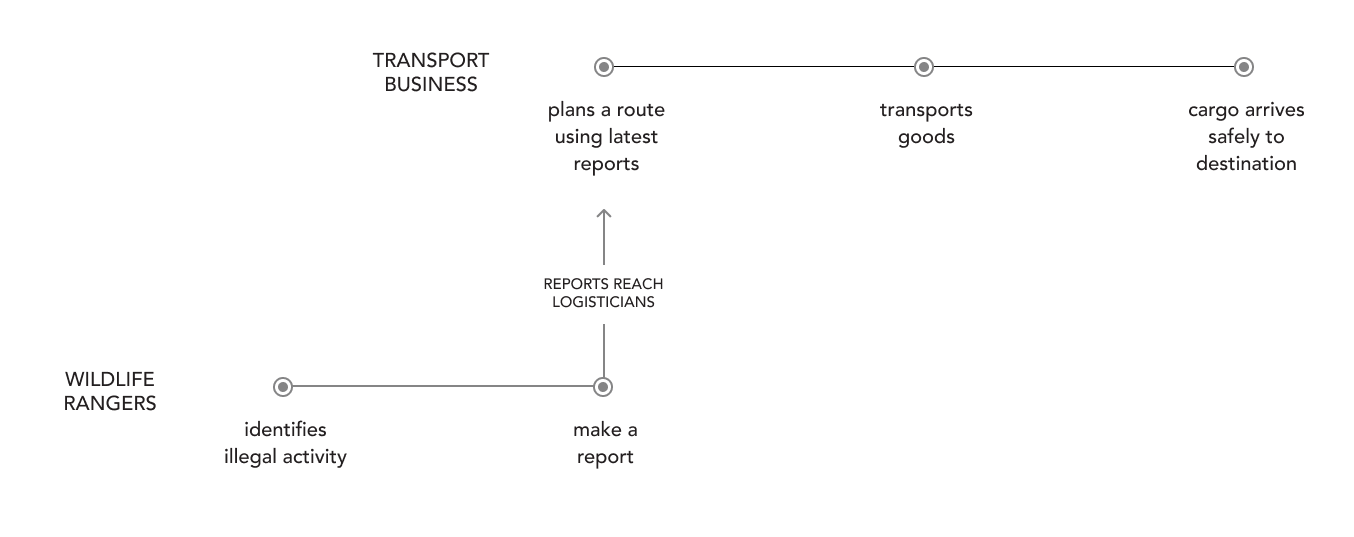 TRANSPORT
BUSINESS
plans a route
using latest
reports
transports
goods
cargo arrives
safely to
destination
REPORTS REACH
LOGISTICIANS
WILDLIFE
RANGERS
identifies
illegal activity
make a
report